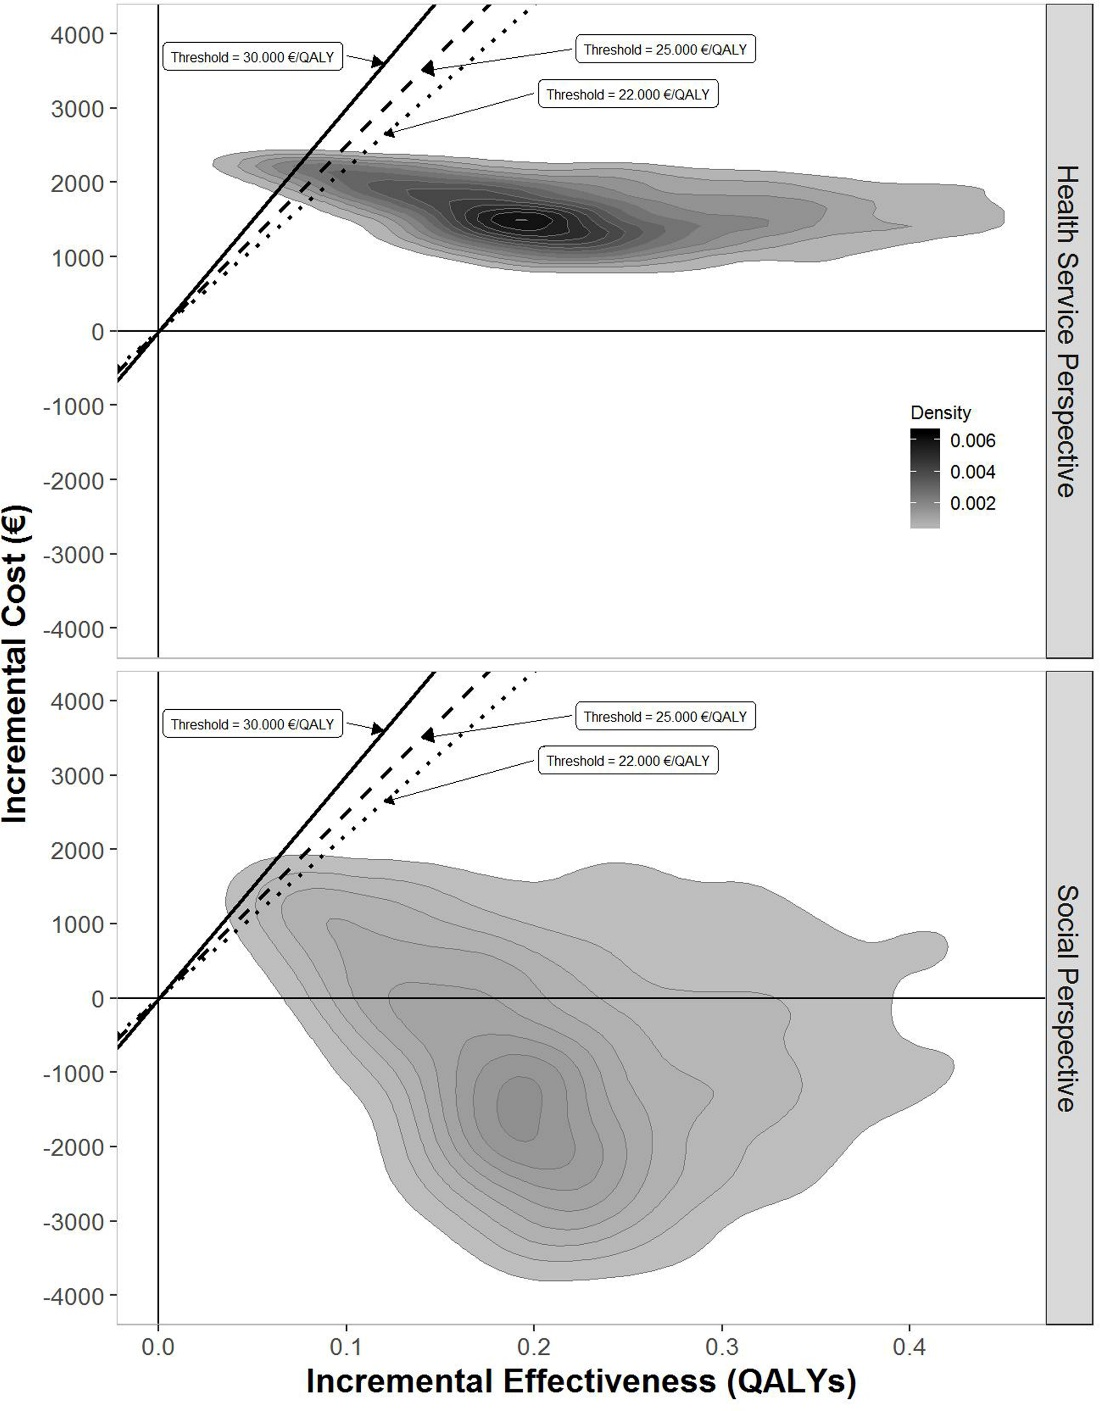 Incremental Cost (€)
4000
3000
2000
1000
0
-1000
-2000
-3000
-4000
Threshold = 30.000 €/QALY
Threshold = 25.000 €/QALY
Threshold = 22.000 €/QALY
Density
0.006
0.004
0.002
Health Service Perspective
4000
3000
2000
1000
0
-1000
-2000
-3000
-4000
Threshold = 30.000 €/QALY
Threshold = 25.000 €/QALY
Threshold = 22.000 €/QALY
Social Perspective
0.0 0.1 0.2 0.3 0.4
Incremental Effectiveness (QALYs)